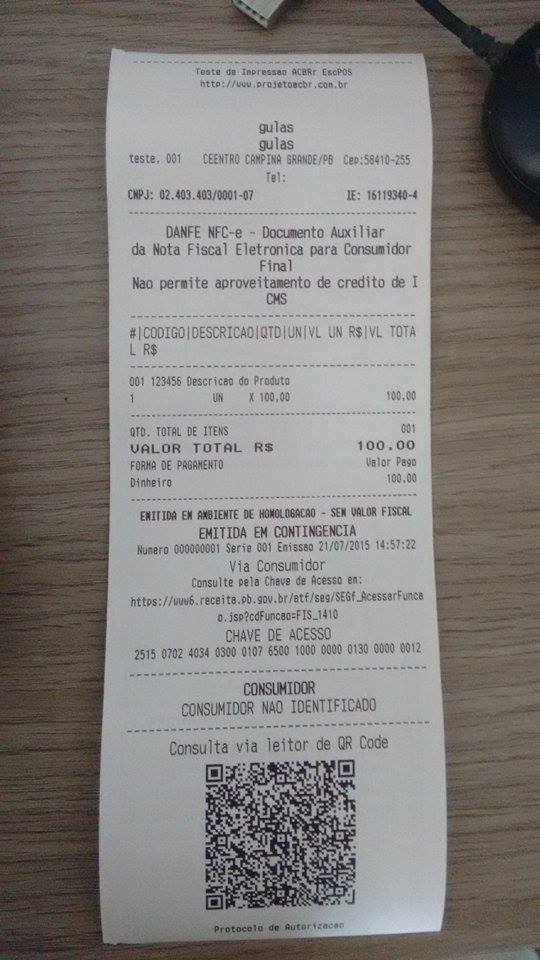 Teste de Impressao ACBRr EscPOS
http://www.projetoacbr.com.br
gulas
gulas
teste, 001 CEENTRO CAMPINA GRANDE/PB Cep:58410-255
Tel:
CNPJ: 02.403.403/0001-07 IE: 16119340-4
DANFE NFC-e - Documento Auxiliar
da Nota Fiscal Eletronica para Consumidor
Final
Nao permite aproveitamento de credito de I
CMS
#|CODIGO|DESCRICAO|QTD|UN|VL UN R$|VL TOTA
L R$
001 123456 Descricao do Produto
1 UN X 100,00 100,00
QTD. TOTAL DE ITENS 001
VALOR TOTAL R$ 100,00
FORMA DE PAGAMENTO Valor Pago
Dinheiro 100,00
EMITIDA EM AMBIENTE DE HOMOLOGACAO - SEM VALOR FISCAL
EMITIDA EM CONTINGENCIA
Numero 000000001 Serie 001 Emissao 21/07/2015 14:57:22
Via Consumidor
Consulte pela Chave de Acesso em:
https://www6.receita.pb.gov.br/atf/seg/SEGf_AcessarFunca
o.jsp?cdFuncao=FIS_1410
CHAVE DE ACESSO
2515 0702 4034 0300 0107 6500 1000 0000 0130 0000 0012
CONSUMIDOR
CONSUMIDOR NAO IDENTIFICADO
Consulta via leitor de QR Code
Protocolo de Autorizacao